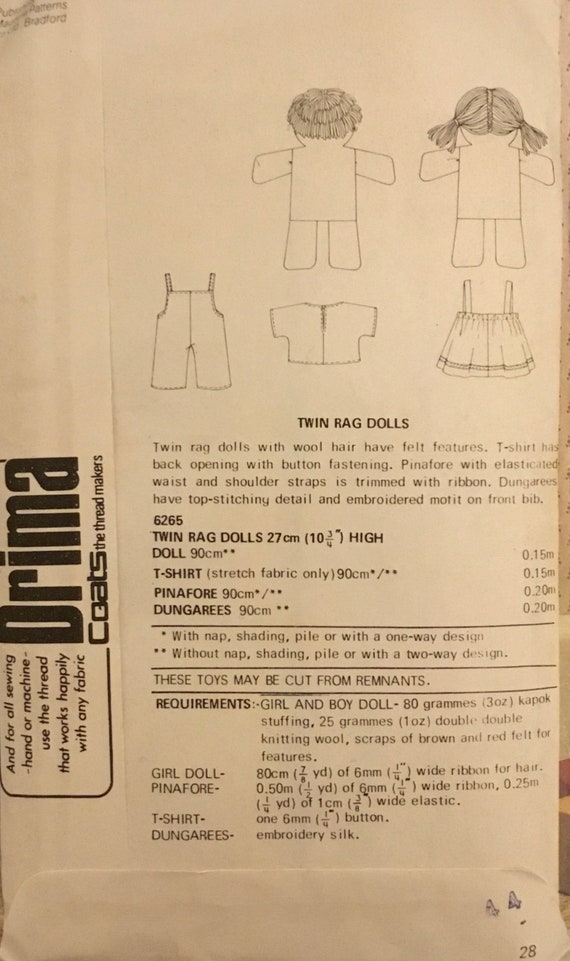 Patterns
Bradford
TWIN RAG DOLLS
Twin rag dolls with wool hair have felt features. T-shirt has
back opening with button fastening. Pinafore with elasticated
waist and shoulder straps is trimmed with ribbon. Dungarees
have top-stitching detail and embroidered motif on front bib.
6265
TWIN RAG DOLLS 27cm (10¾") HIGH
DOLL 90cm** 0.15m
T-SHIRT (stretch fabric only) 90cm*/** 0.15m
PINAFORE 90cm*/** 0.20m
DUNGAREES 90cm ** 0.20m
* With nap, shading, pile or with a one-way design
** Without nap, shading, pile or with a two-way design.
THESE TOYS MAY BE CUT FROM REMNANTS.
REQUIREMENTS:-GIRL AND BOY DOLL- 80 grammes (3oz) kapok
stuffing, 25 grammes (1oz) double double
knitting wool, scraps of brown and red felt for
features.
GIRL DOLL- 80cm (⅞ yd) of 6mm (¼") wide ribbon for hair.
PINAFORE- 0.50m (½ yd) of 6mm (¼") wide ribbon, 0.25m
(¼ yd) of 1cm (⅜") wide elastic.
T-SHIRT- one 6mm (¼") button.
DUNGAREES- embroidery silk.
Drima
Coats the thread makers
And for all sewing
-hand or machine-
use the thread
that works happily
with any fabric
28